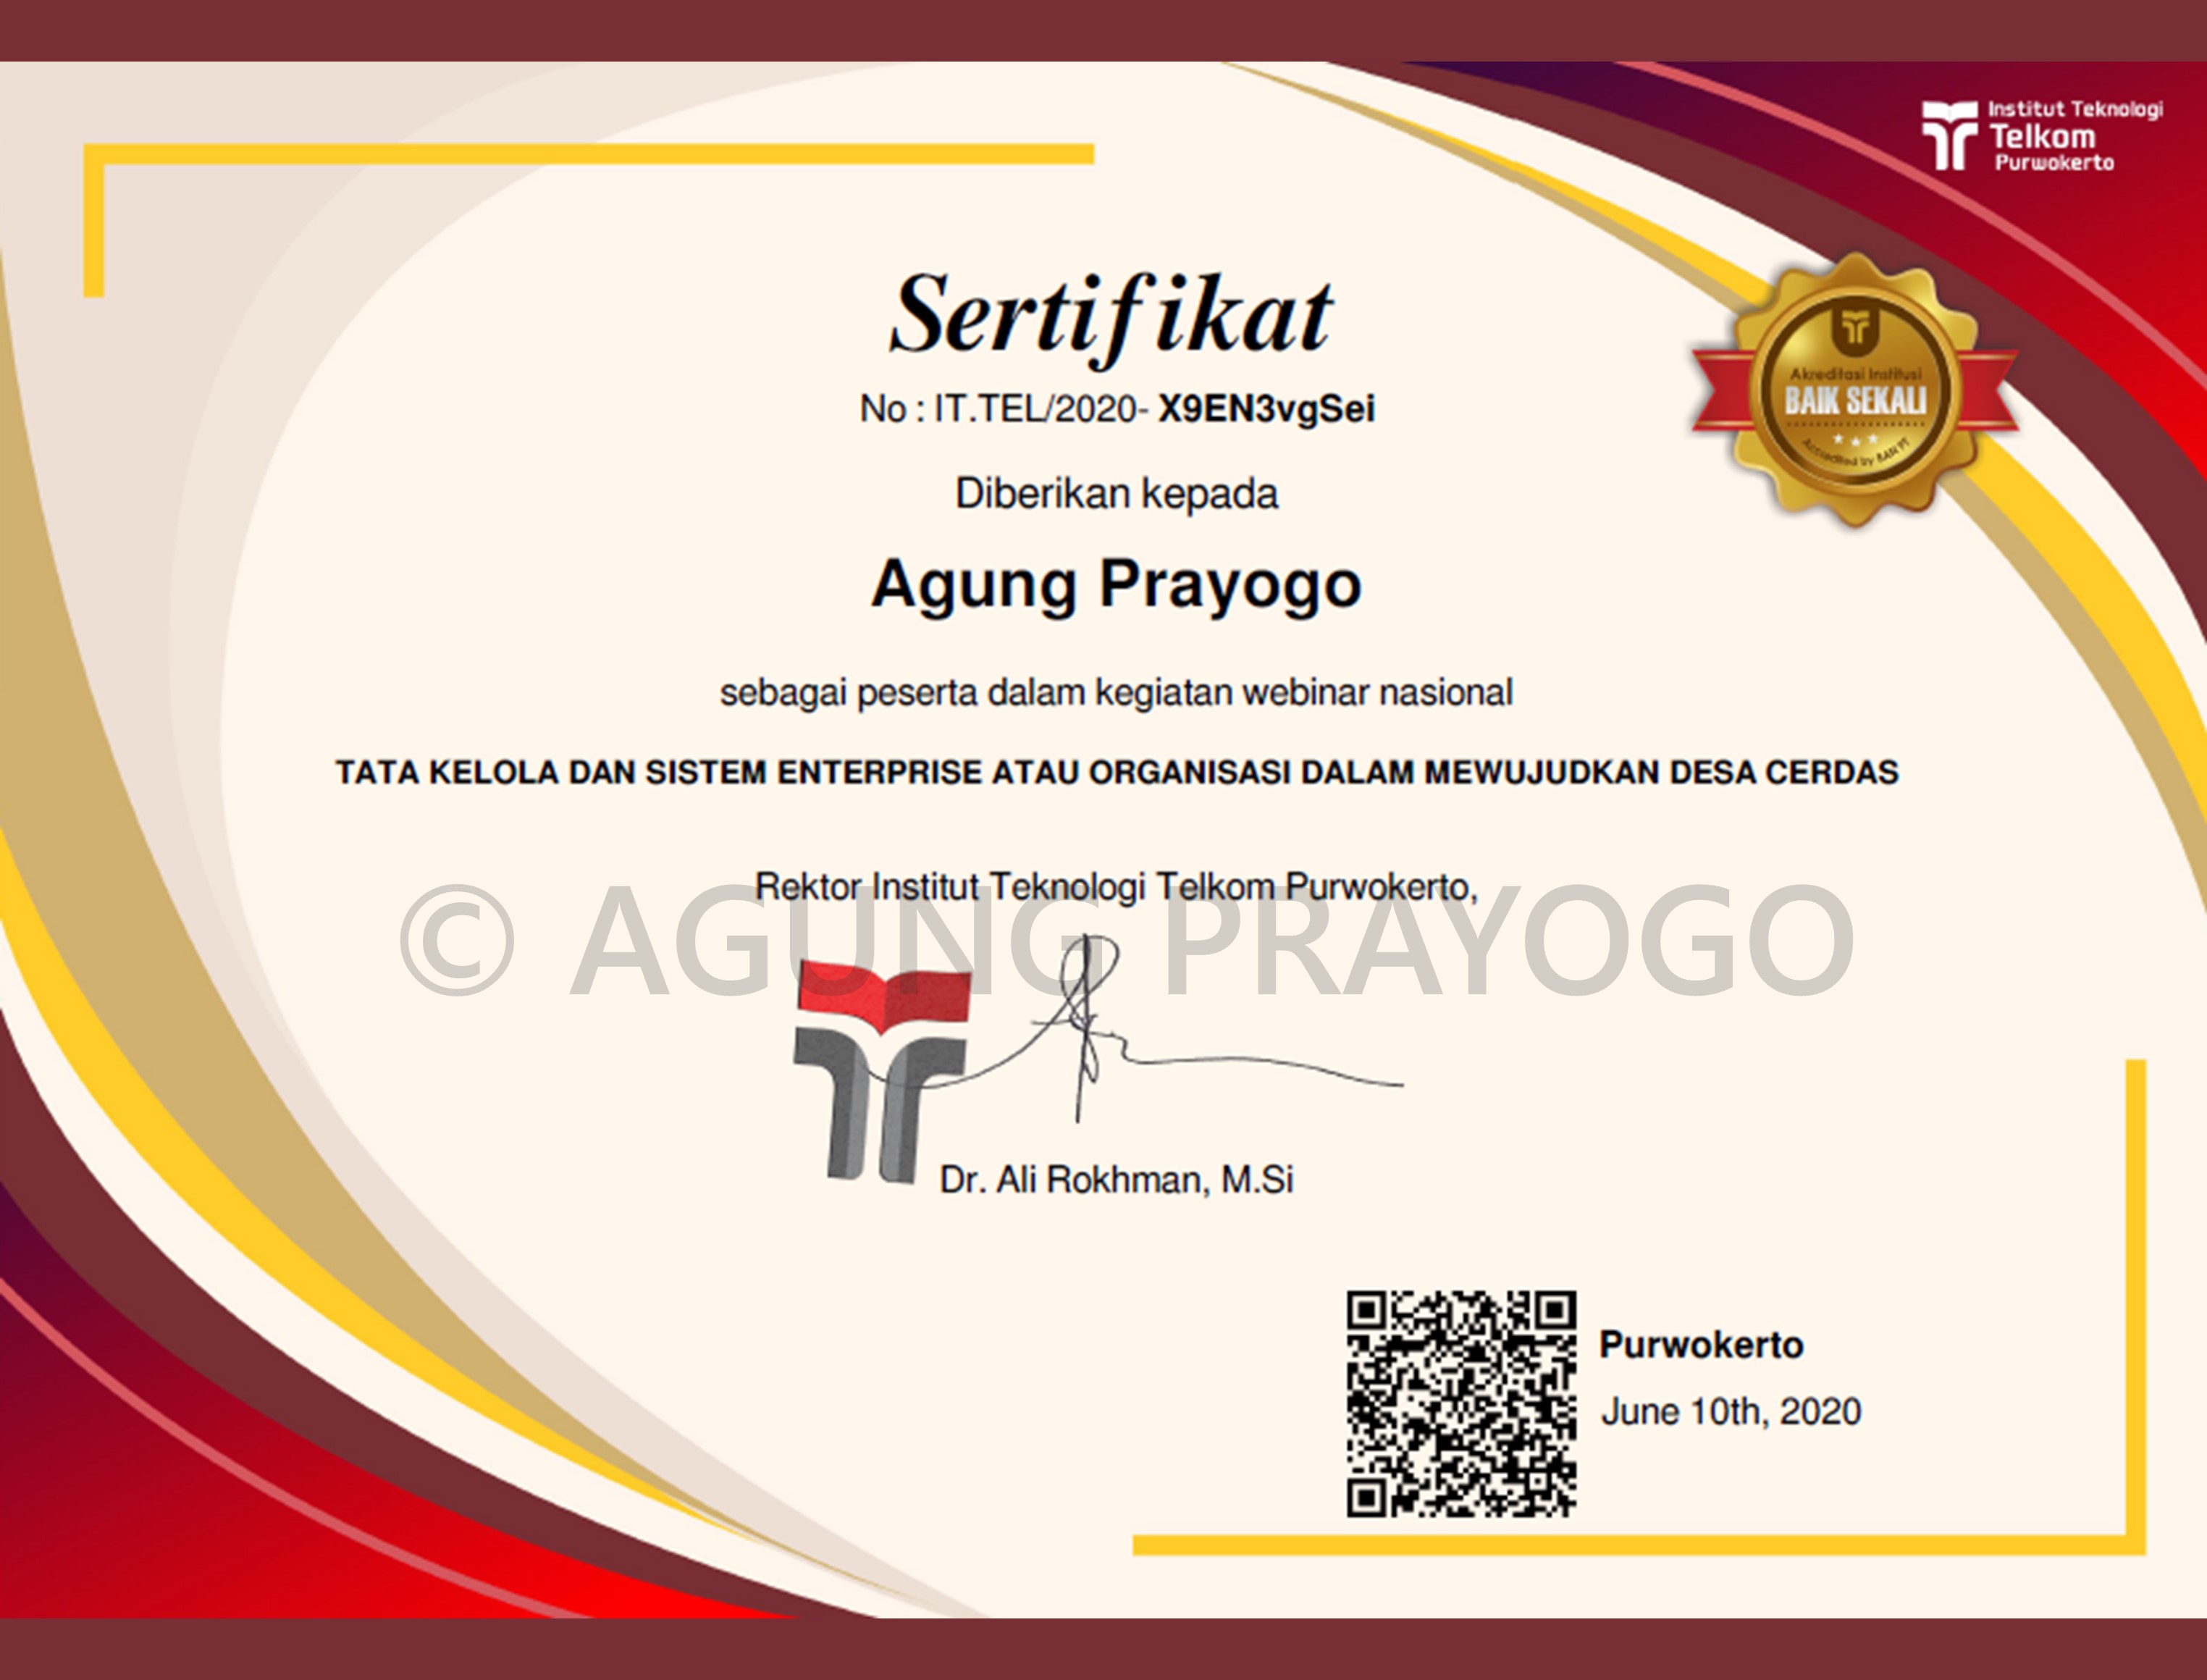 Institut Teknologi
Telkom
Purwokerto
Sertifikat
No : IT.TEL/2020- X9EN3vgSei
Akreditasi Institusi
BAIK SEKALI
Accredited by BAN PT
Diberikan kepada
Agung Prayogo
sebagai peserta dalam kegiatan webinar nasional
TATA KELOLA DAN SISTEM ENTERPRISE ATAU ORGANISASI DALAM MEWUJUDKAN DESA CERDAS
Rektor Institut Teknologi Telkom Purwokerto,
© AGUNG PRAYOGO
Dr. Ali Rokhman, M.Si
Purwokerto
June 10th, 2020